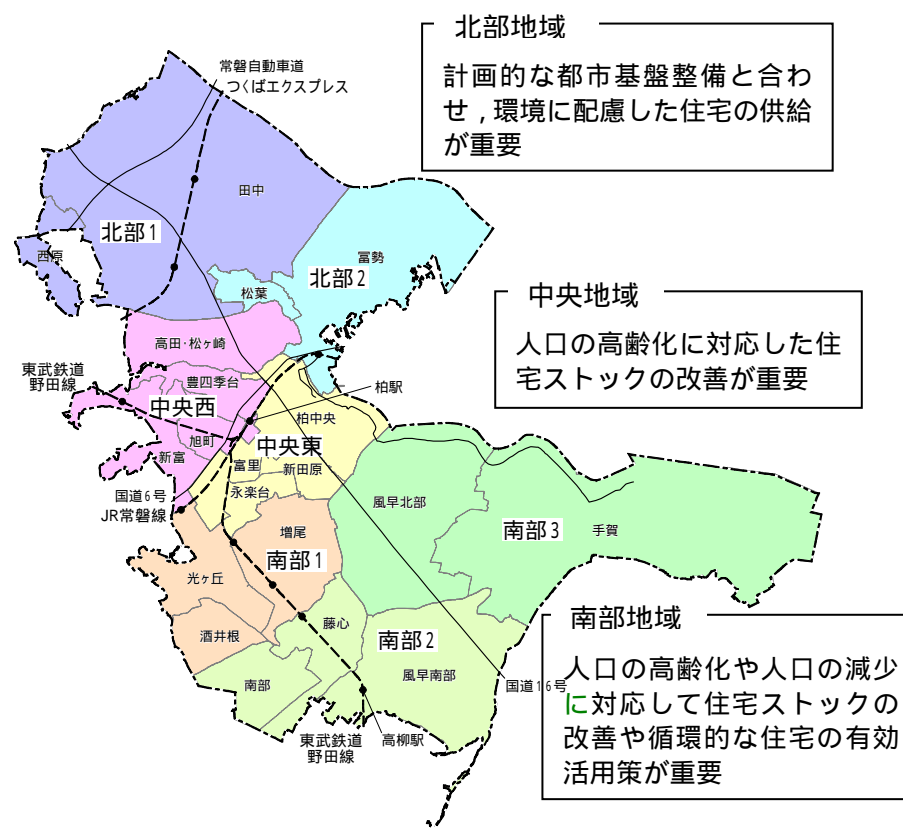 北部地域
計画的な都市基盤整備と合わ
せ,環境に配慮した住宅の供給
が重要
常磐自動車道
つくばエクスプレス
田中
北部1
西原
富勢
北部2
松葉
中央地域
人口の高齢化に対応した住
宅ストックの改善が重要
高田・松ヶ崎
東武鉄道
野田線
豊四季台
柏駅
中央西
柏中央
旭町
中央東
新富
富里
新田原
国道6号
永楽台
JR常磐線
風早北部
増尾
南部3
手賀
南部1
光ヶ丘
藤心
酒井根
南部2
風早南部
南部
国道16号
東武鉄道
野田線
高柳駅
南部地域
人口の高齢化や人口の減少
に対応して住宅ストックの
改善や循環的な住宅の有効
活用策が重要